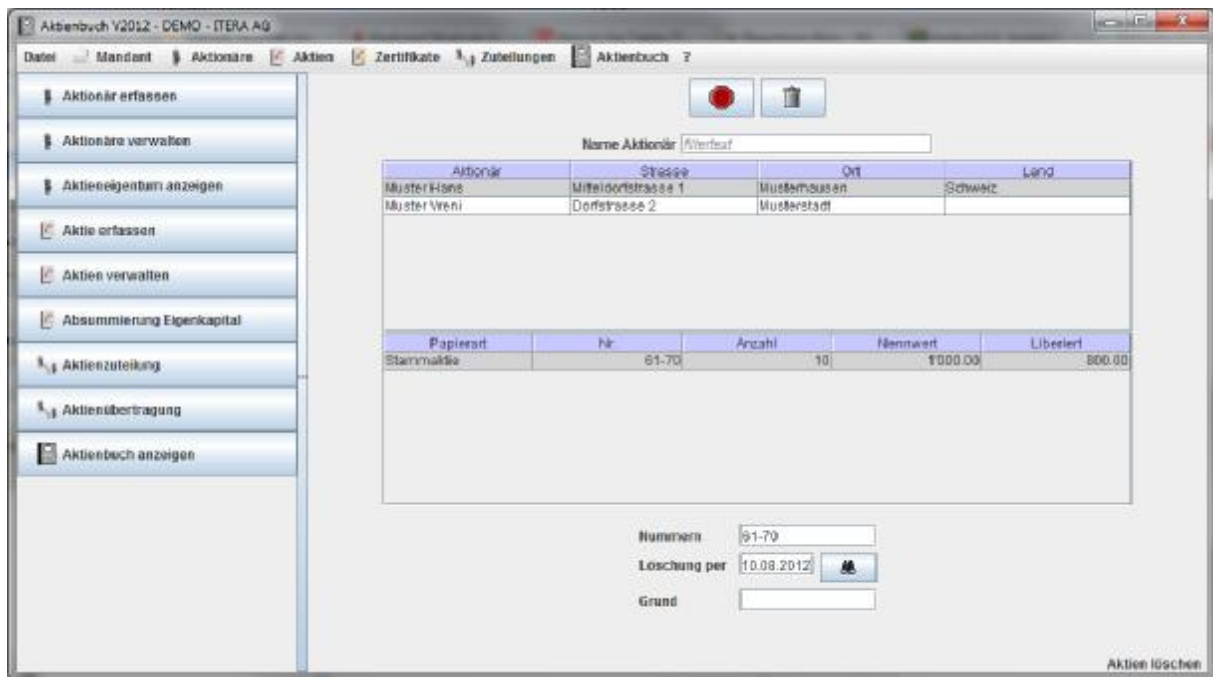 Aktienbuch V2012 - DEMO - ITERA AG
Datei Mandant Aktionäre Aktien Zertifikate Zuteilungen Aktienbuch ?
Aktionär erfassen
Aktionäre verwalten
Aktieneigentum anzeigen
Aktie erfassen
Aktien verwalten
Absummierung Eigenkapital
Aktienzuteilung
Aktienübertragung
Aktienbuch anzeigen
Name Aktionär filtertext
Aktionär Strasse Ort Land
Muster Hans Mitteldorfstrasse 1 Musterhausen Schweiz
Muster Vreni Dorfstrasse 2 Musterstadt
Papierart Nr. Anzahl Nennwert Liberiert
Stammaktie 61-70 10 1'000.00 800.00
Nummern 61-70
Löschung per 10.08.2012
Grund
Aktien löschen